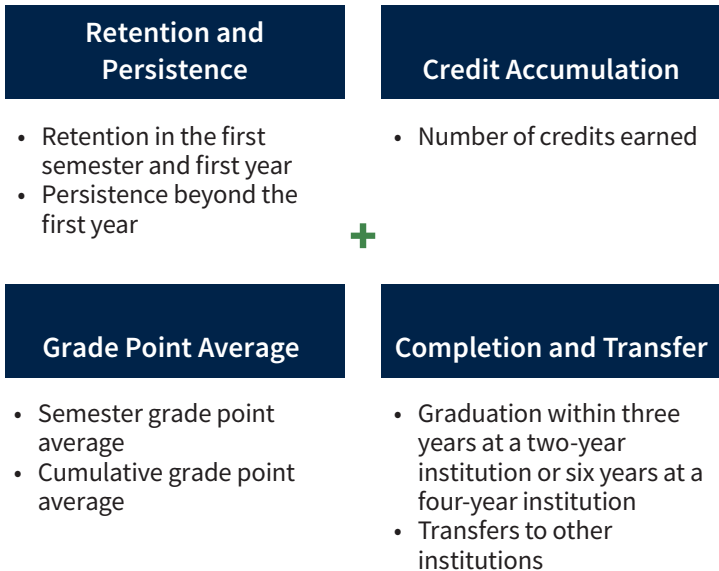 Retention and
Persistence
• Retention in the first
semester and first year
• Persistence beyond the
first year
Credit Accumulation
• Number of credits earned
+
Grade Point Average
• Semester grade point
average
• Cumulative grade point
average
Completion and Transfer
• Graduation within three
years at a two-year
institution or six years at a
four-year institution
• Transfers to other
institutions